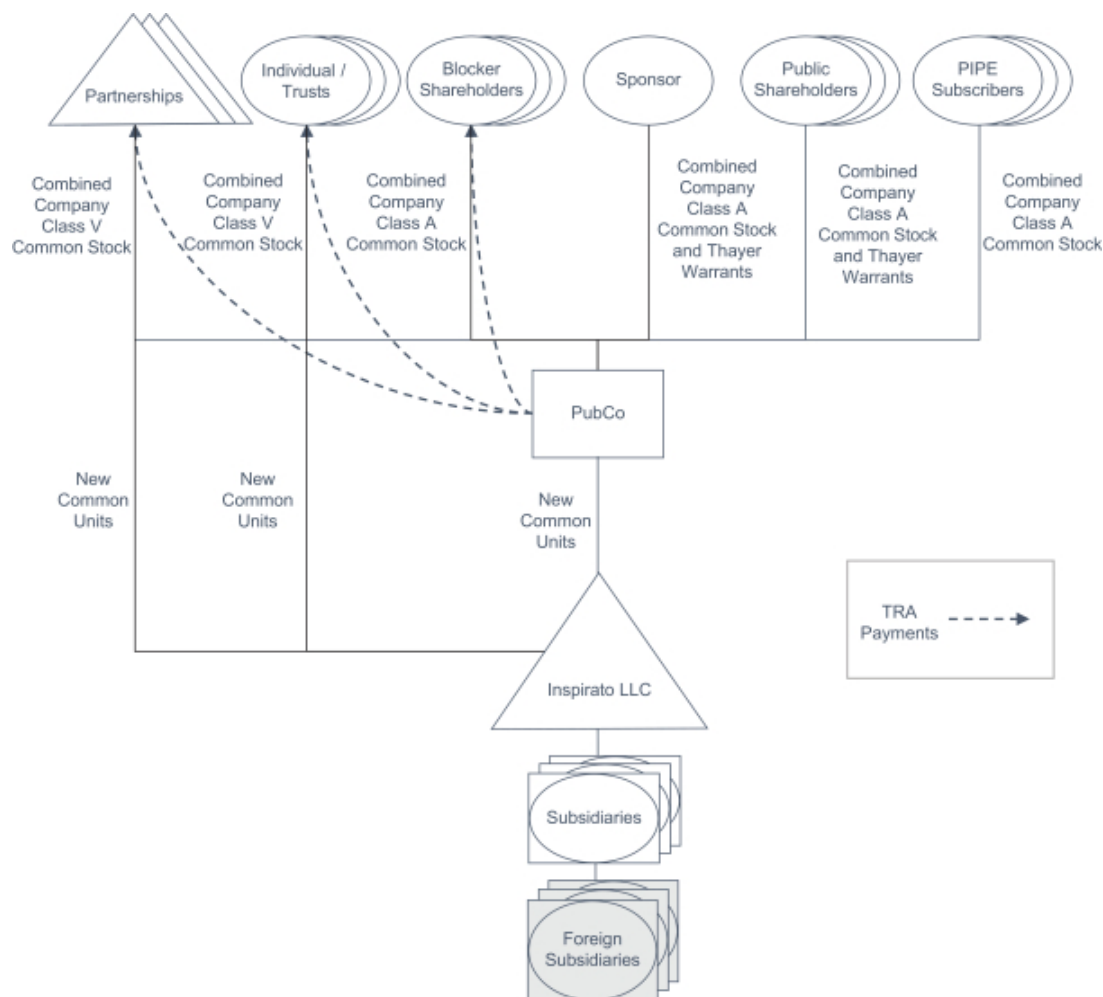 Partnerships
Individual /
Trusts
Blocker
Shareholders
Sponsor
Public
Shareholders
PIPE
Subscribers
Combined
Company
Class V
Common Stock
Combined
Company
Class V
Common Stock
Combined
Company
Class A
Common Stock
Combined
Company
Class A
Common Stock
and Thayer
Warrants
Combined
Company
Class A
Common Stock
and Thayer
Warrants
Combined
Company
Class A
Common Stock
PubCo
New
Common
Units
New
Common
Units
New
Common
Units
TRA
Payments
Inspirato LLC
Subsidiaries
Foreign
Subsidiaries